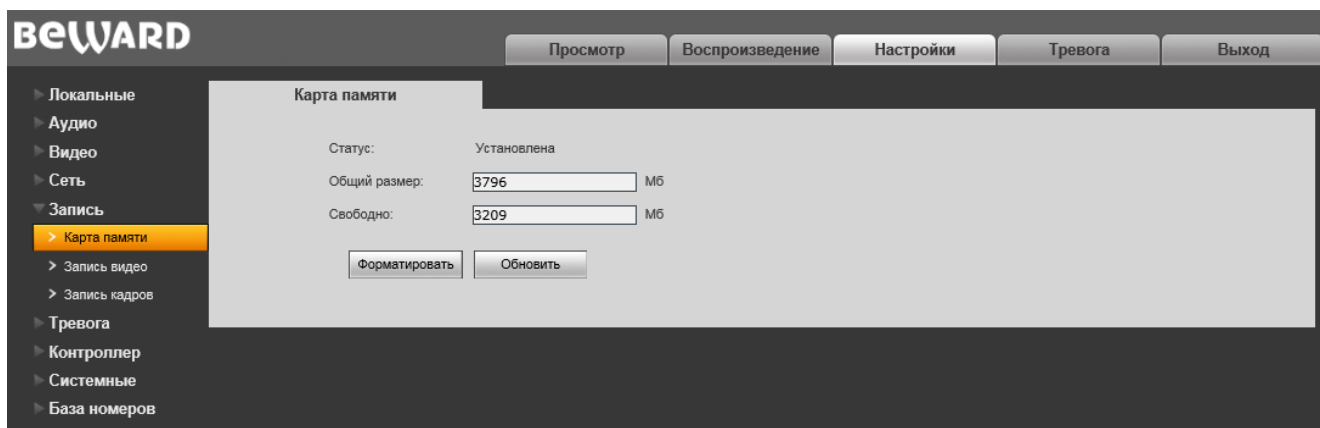 BEWARD
Просмотр Воспроизведение Настройки Тревога Выход
Локальные
Аудио
Видео
Сеть
Запись
Карта памяти
Запись видео
Запись кадров
Тревога
Контроллер
Системные
База номеров
Карта памяти
Статус: Установлена
Общий размер: 3796 Мб
Свободно: 3209 Мб
Форматировать Обновить